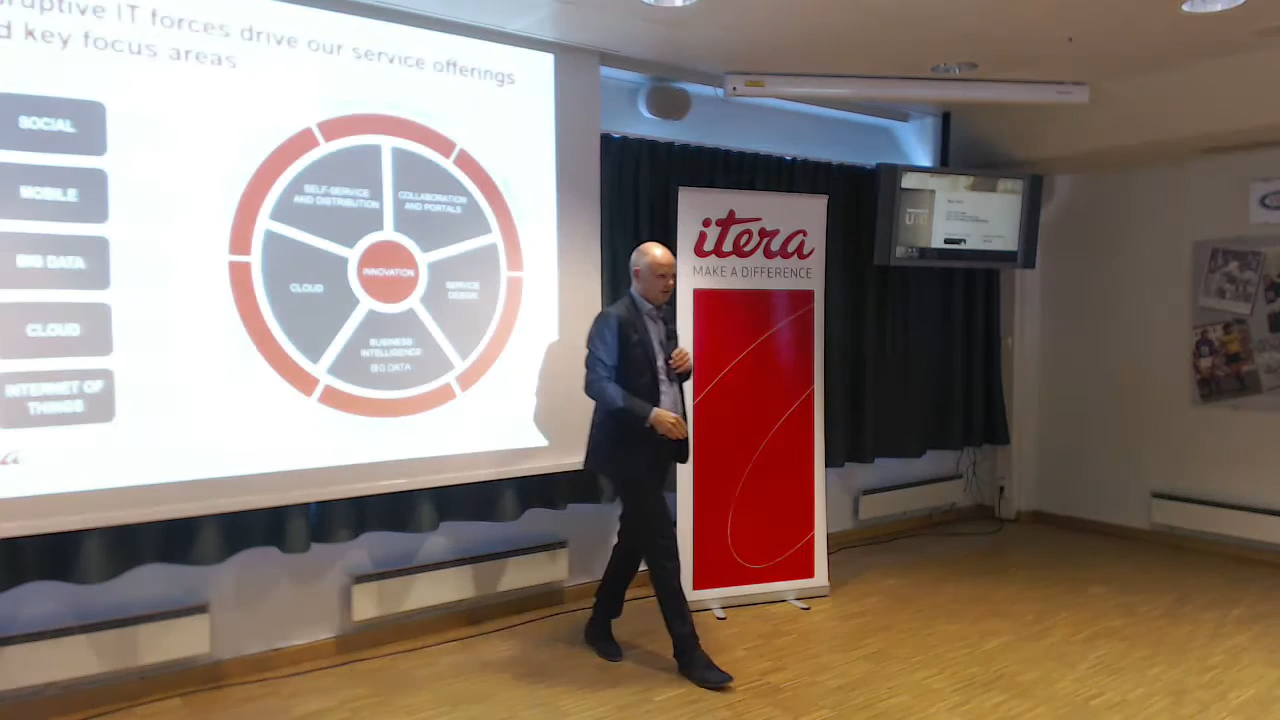 ruptive IT forces drive our service offerings
d key focus areas
SOCIAL
MOBILE
BIG DATA
CLOUD
INTERNET OF
THINGS
SELF-SERVICE
AND DISTRIBUTION
COLLABORATION
AND PORTALS
INNOVATION
CLOUD
SERVICE
DESIGN
BUSINESS
INTELLIGENCE
BIG DATA
itera
MAKE A DIFFERENCE